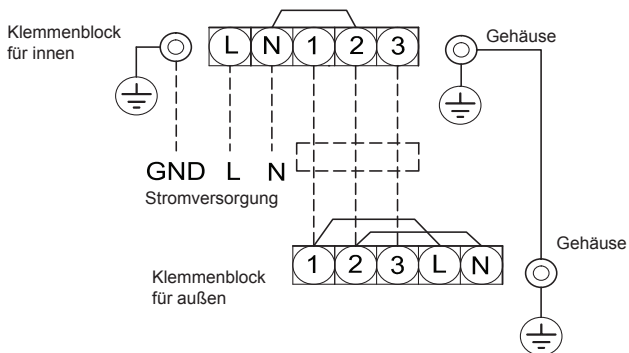 Klemmenblock
für innen
L N 1 2 3
Gehäuse
GND L N
Stromversorgung
1 2 3 L N
Gehäuse
Klemmenblock
für außen